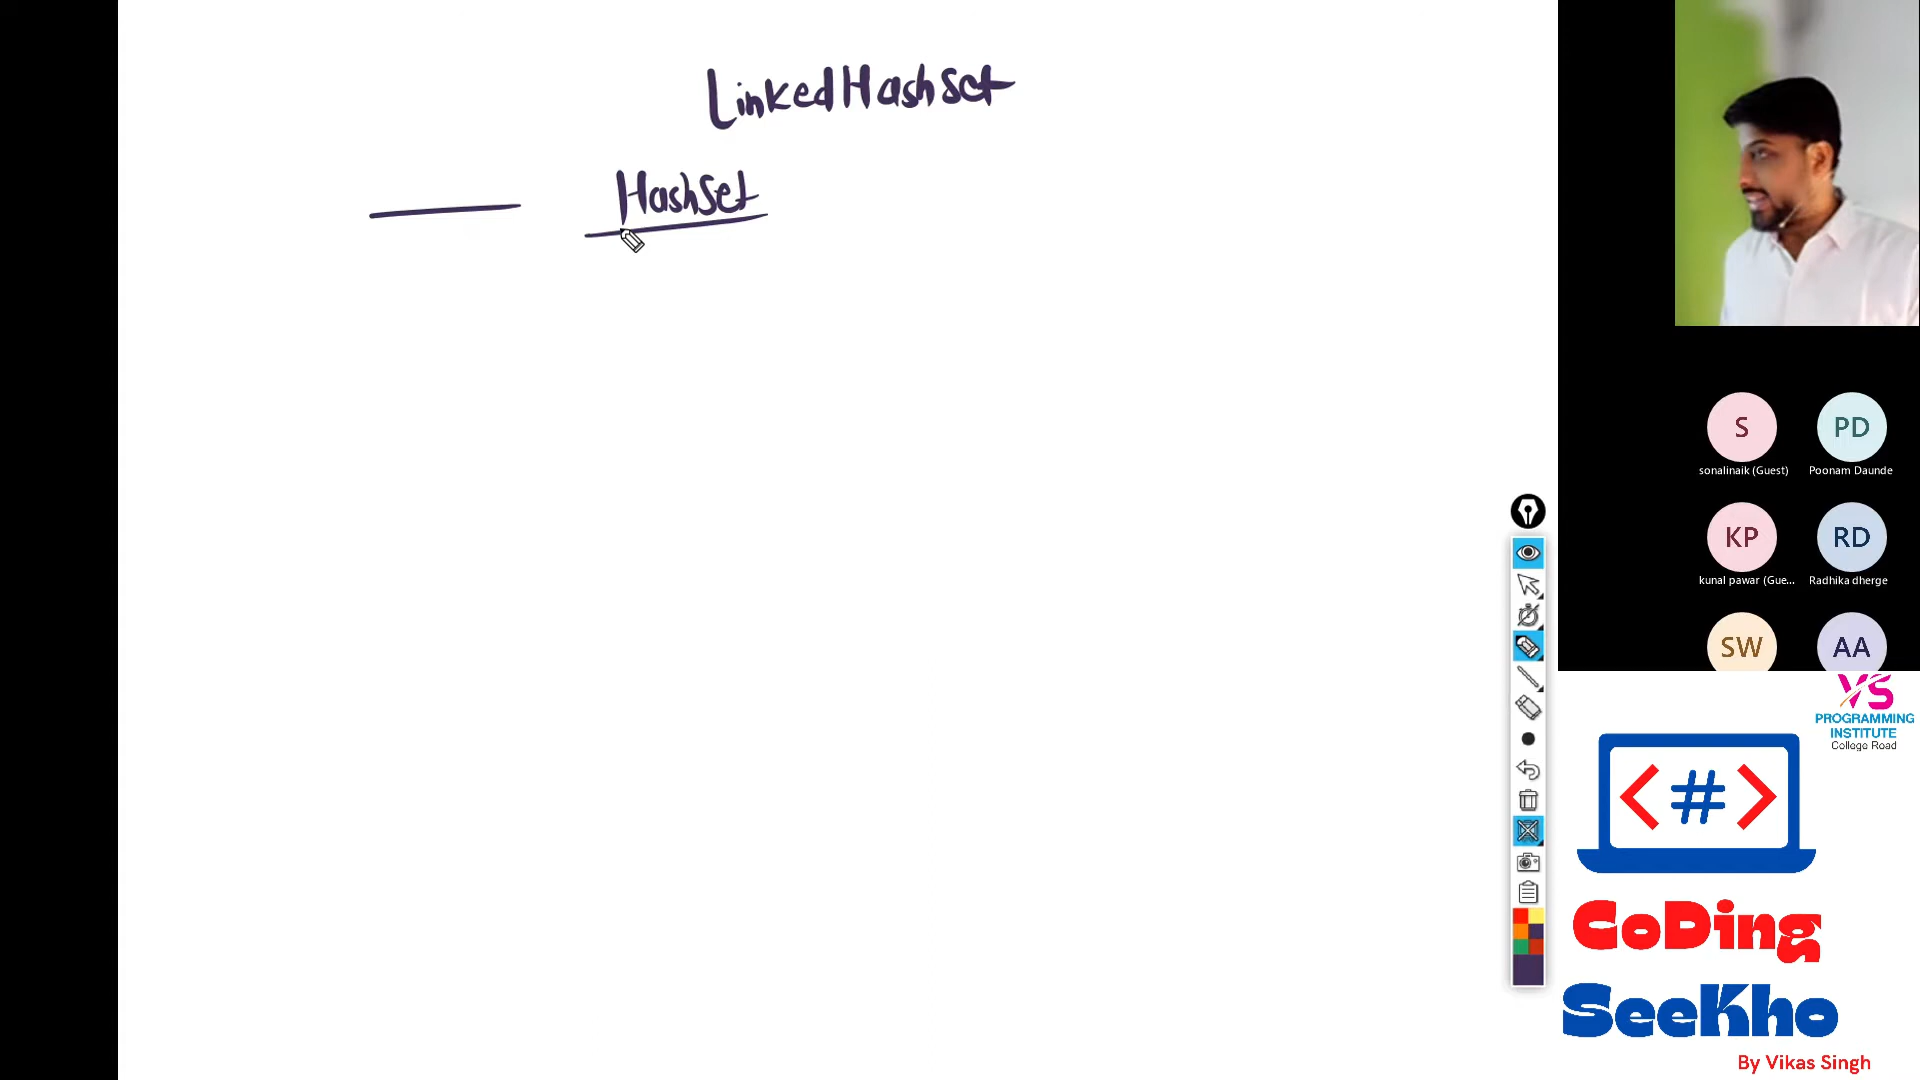 LinkedHashSet
HashSet
S
PD
sonalinaik (Guest)
Poonam Daunde
KP
RD
kunal pawar (Gue...
Radhika dherge
SW
AA
VS
PROGRAMMING
INSTITUTE
College Road
<#>
CoDing
SeeKho
By Vikas Singh